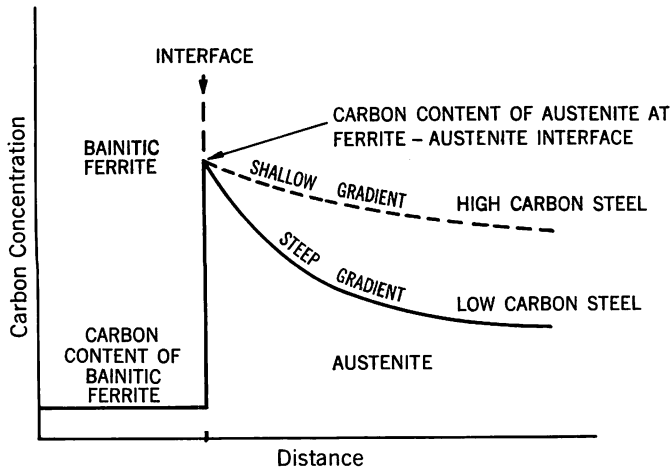 INTERFACE
CARBON CONTENT OF AUSTENITE AT
FERRITE – AUSTENITE INTERFACE
BAINITIC
FERRITE
SHALLOW GRADIENT
HIGH CARBON STEEL
STEEP GRADIENT
LOW CARBON STEEL
CARBON
CONTENT OF
BAINITIC
FERRITE
AUSTENITE
Carbon Concentration
Distance